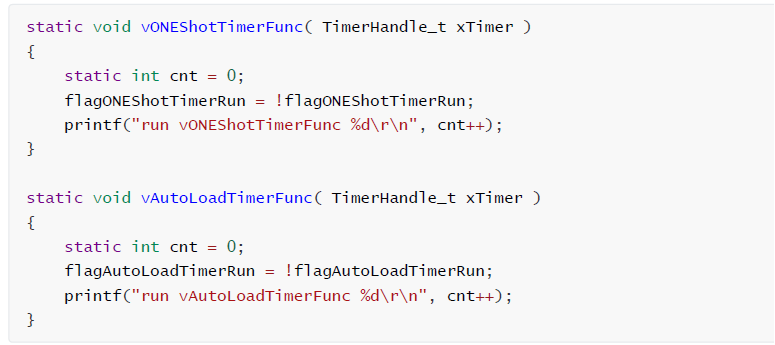 static void vONEShotTimerFunc( TimerHandle_t xTimer )
{
    static int cnt = 0;
    flagONEShotTimerRun = !flagONEShotTimerRun;
    printf("run vONEShotTimerFunc %d\r\n", cnt++);
}

static void vAutoLoadTimerFunc( TimerHandle_t xTimer )
{
    static int cnt = 0;
    flagAutoLoadTimerRun = !flagAutoLoadTimerRun;
    printf("run vAutoLoadTimerFunc %d\r\n", cnt++);
}